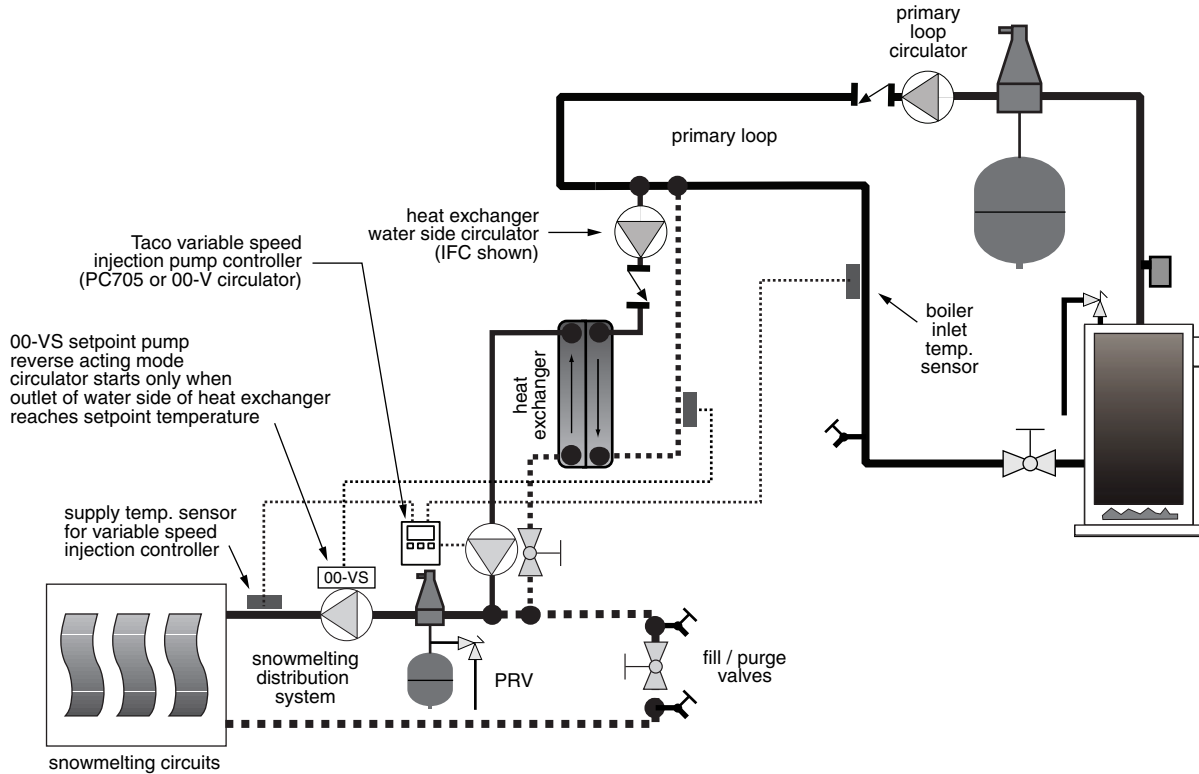 primary
loop
circulator
primary loop
heat exchanger
water side circulator
(IFC shown)
Taco variable speed
injection pump controller
(PC705 or 00-V circulator)
boiler
inlet
temp.
sensor
00-VS setpoint pump
reverse acting mode
circulator starts only when
outlet of water side of heat exchanger
reaches setpoint temperature
heat
exchanger
supply temp. sensor
for variable speed
injection controller
00-VS
snowmelting
distribution
system
PRV
fill / purge
valves
snowmelting circuits